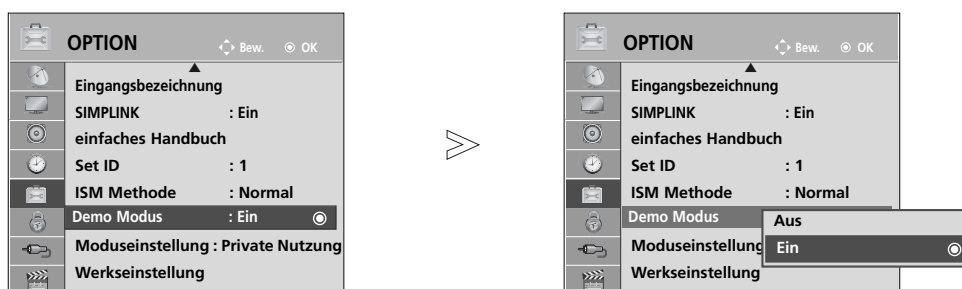 OPTION Bew. OK
Eingangsbezeichnung
SIMPLINK : Ein
einfaches Handbuch
Set ID : 1
ISM Methode : Normal
Demo Modus : Ein
Moduseinstellung : Private Nutzung
Werkseinstellung
OPTION Bew. OK
Eingangsbezeichnung
SIMPLINK : Ein
einfaches Handbuch
Set ID : 1
ISM Methode : Normal
Demo Modus
Aus
Moduseinstellung
Ein
Werkseinstellung